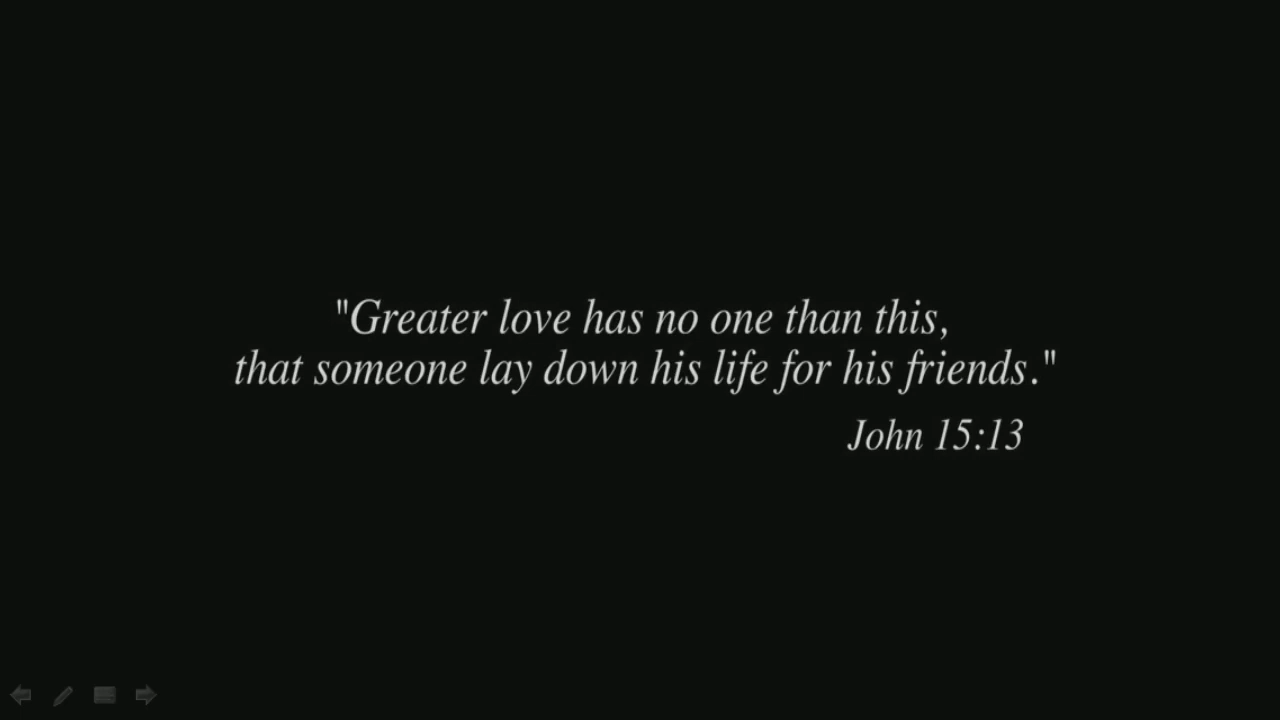 "Greater love has no one than this,
that someone lay down his life for his friends."
John 15:13